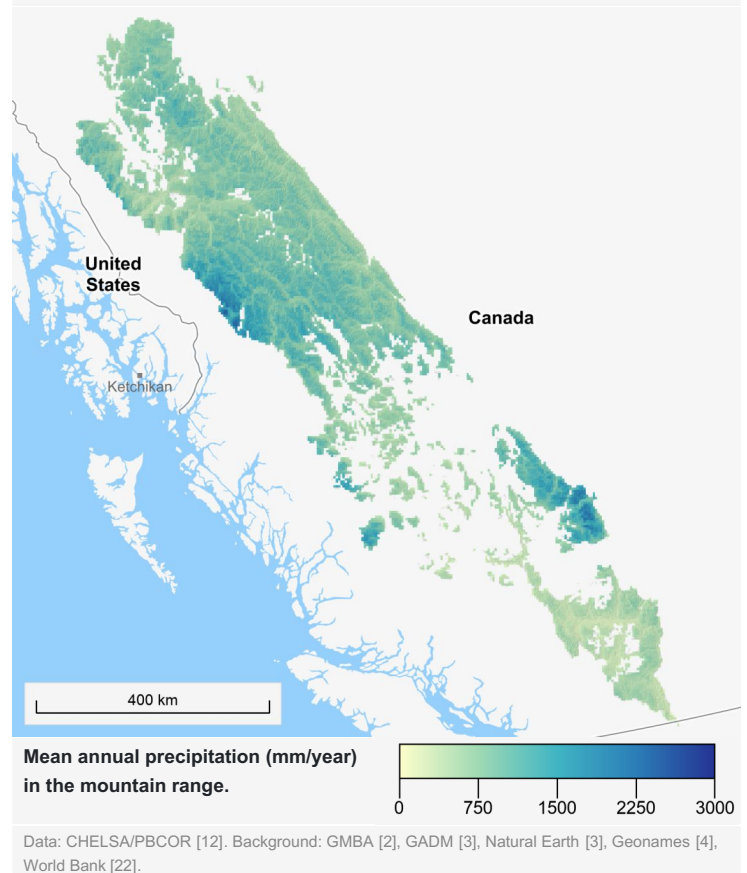 United
States
Canada
Ketchikan
400 km
Mean annual precipitation (mm/year)
in the mountain range.
0 750 1500 2250 3000
Data: CHELSA/PBCOR [12]. Background: GMBA [2], GADM [3], Natural Earth [3], Geonames [4],
World Bank [22].